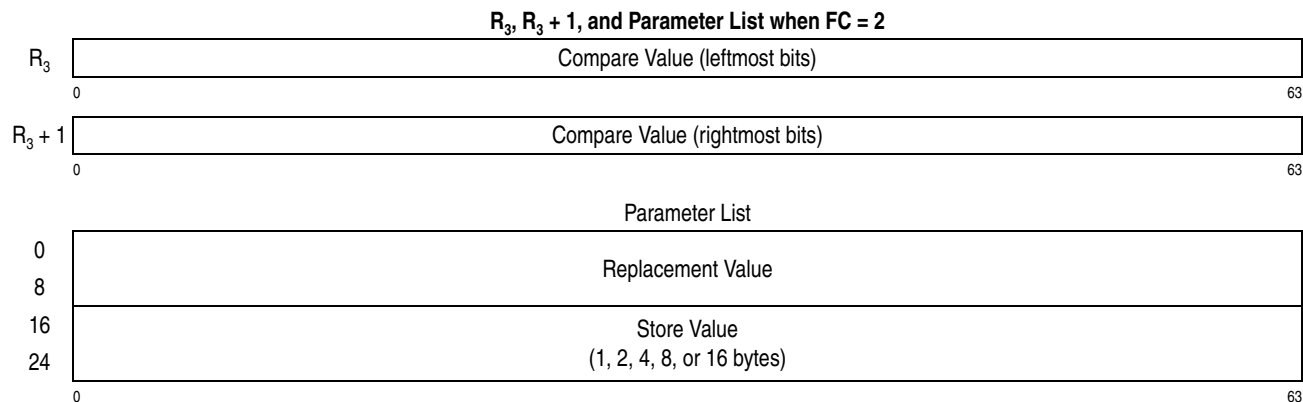 R3, R3 + 1, and Parameter List when FC = 2
R3 Compare Value (leftmost bits)
0 63
R3 + 1 Compare Value (rightmost bits)
0 63
Parameter List
0
Replacement Value
8
16 Store Value
24 (1, 2, 4, 8, or 16 bytes)
0 63